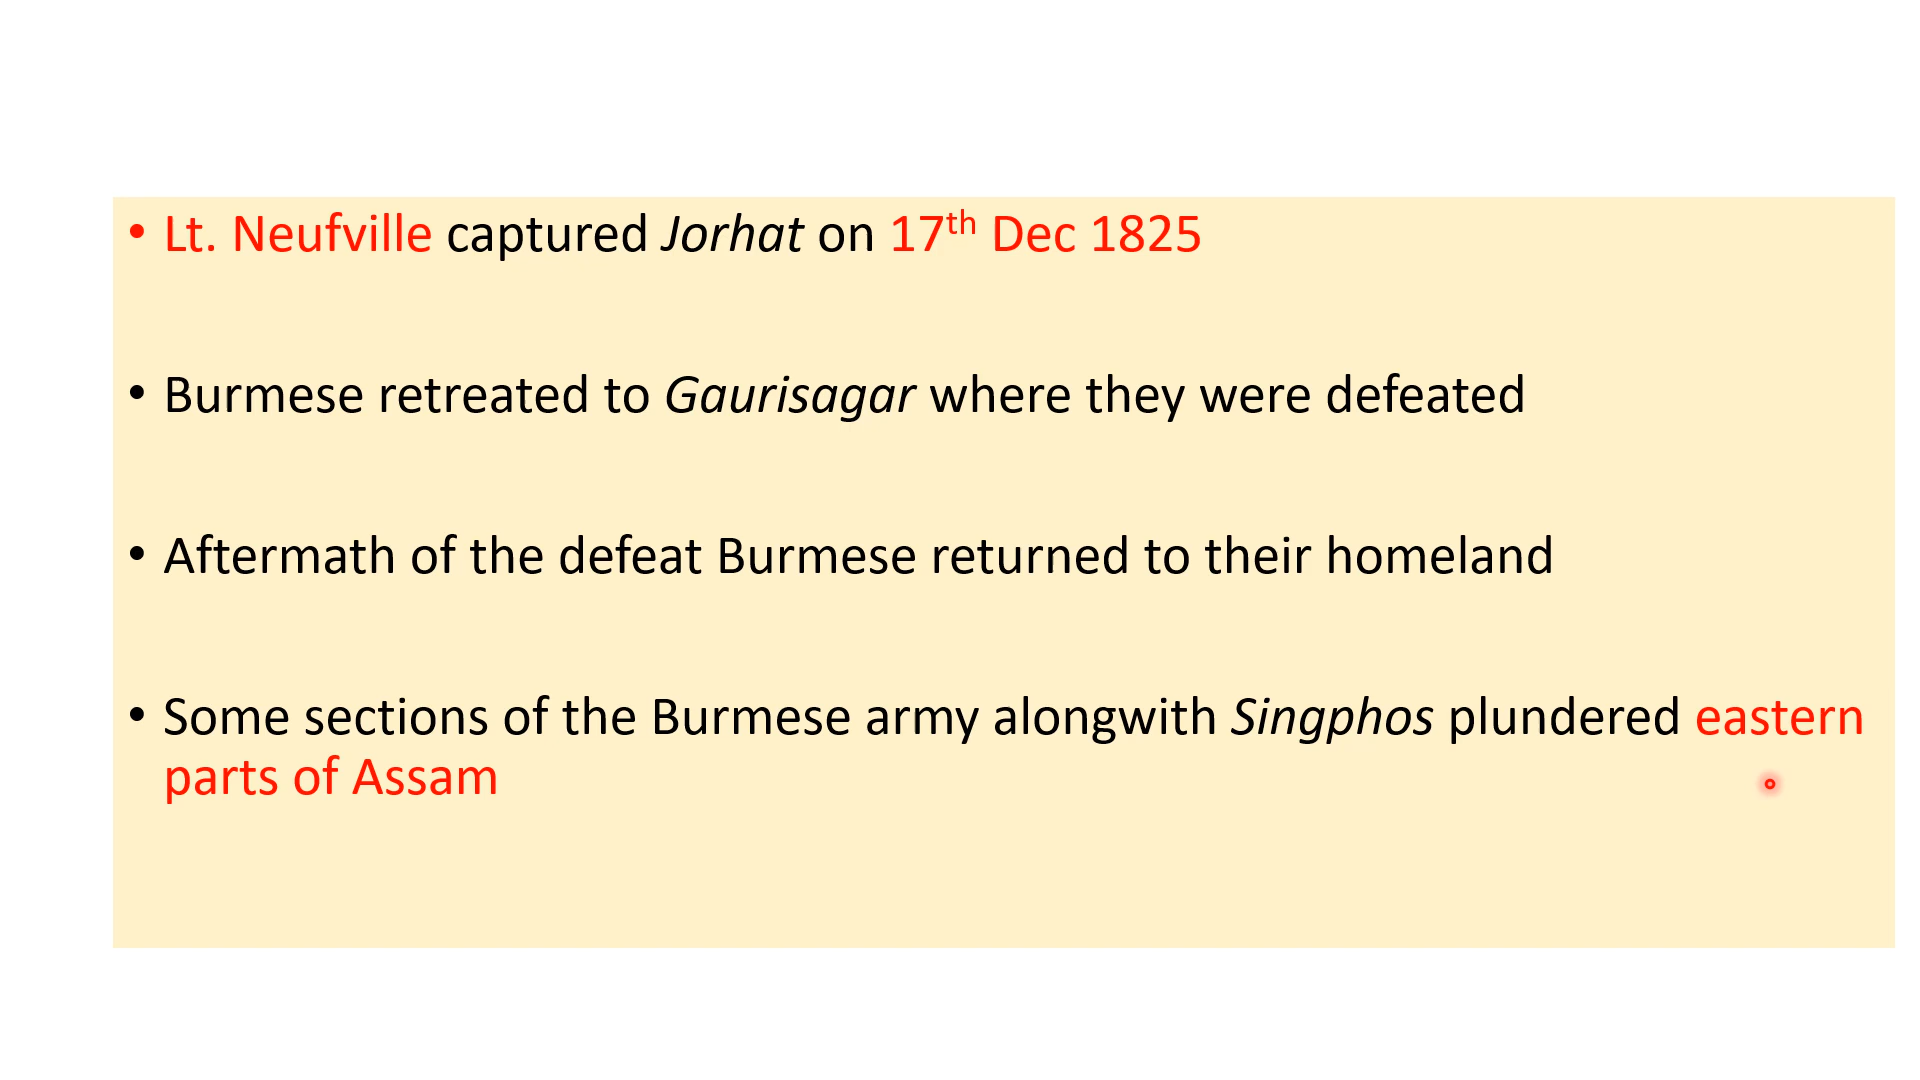 • Lt. Neufville captured Jorhat on 17th Dec 1825
• Burmese retreated to Gaurisagar where they were defeated
• Aftermath of the defeat Burmese returned to their homeland
• Some sections of the Burmese army alongwith Singphos plundered eastern
parts of Assam